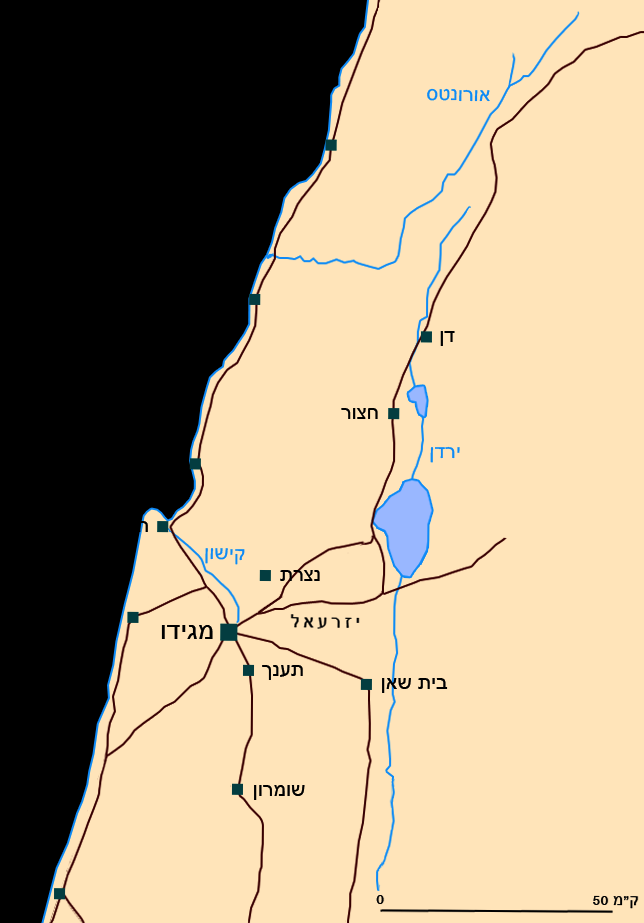 אורונטס
דן
חצור
ירדן
קישון
נצרת
יזרעאל
מגידו
תענך
בית שאן
שומרון
0
50 ק"מ